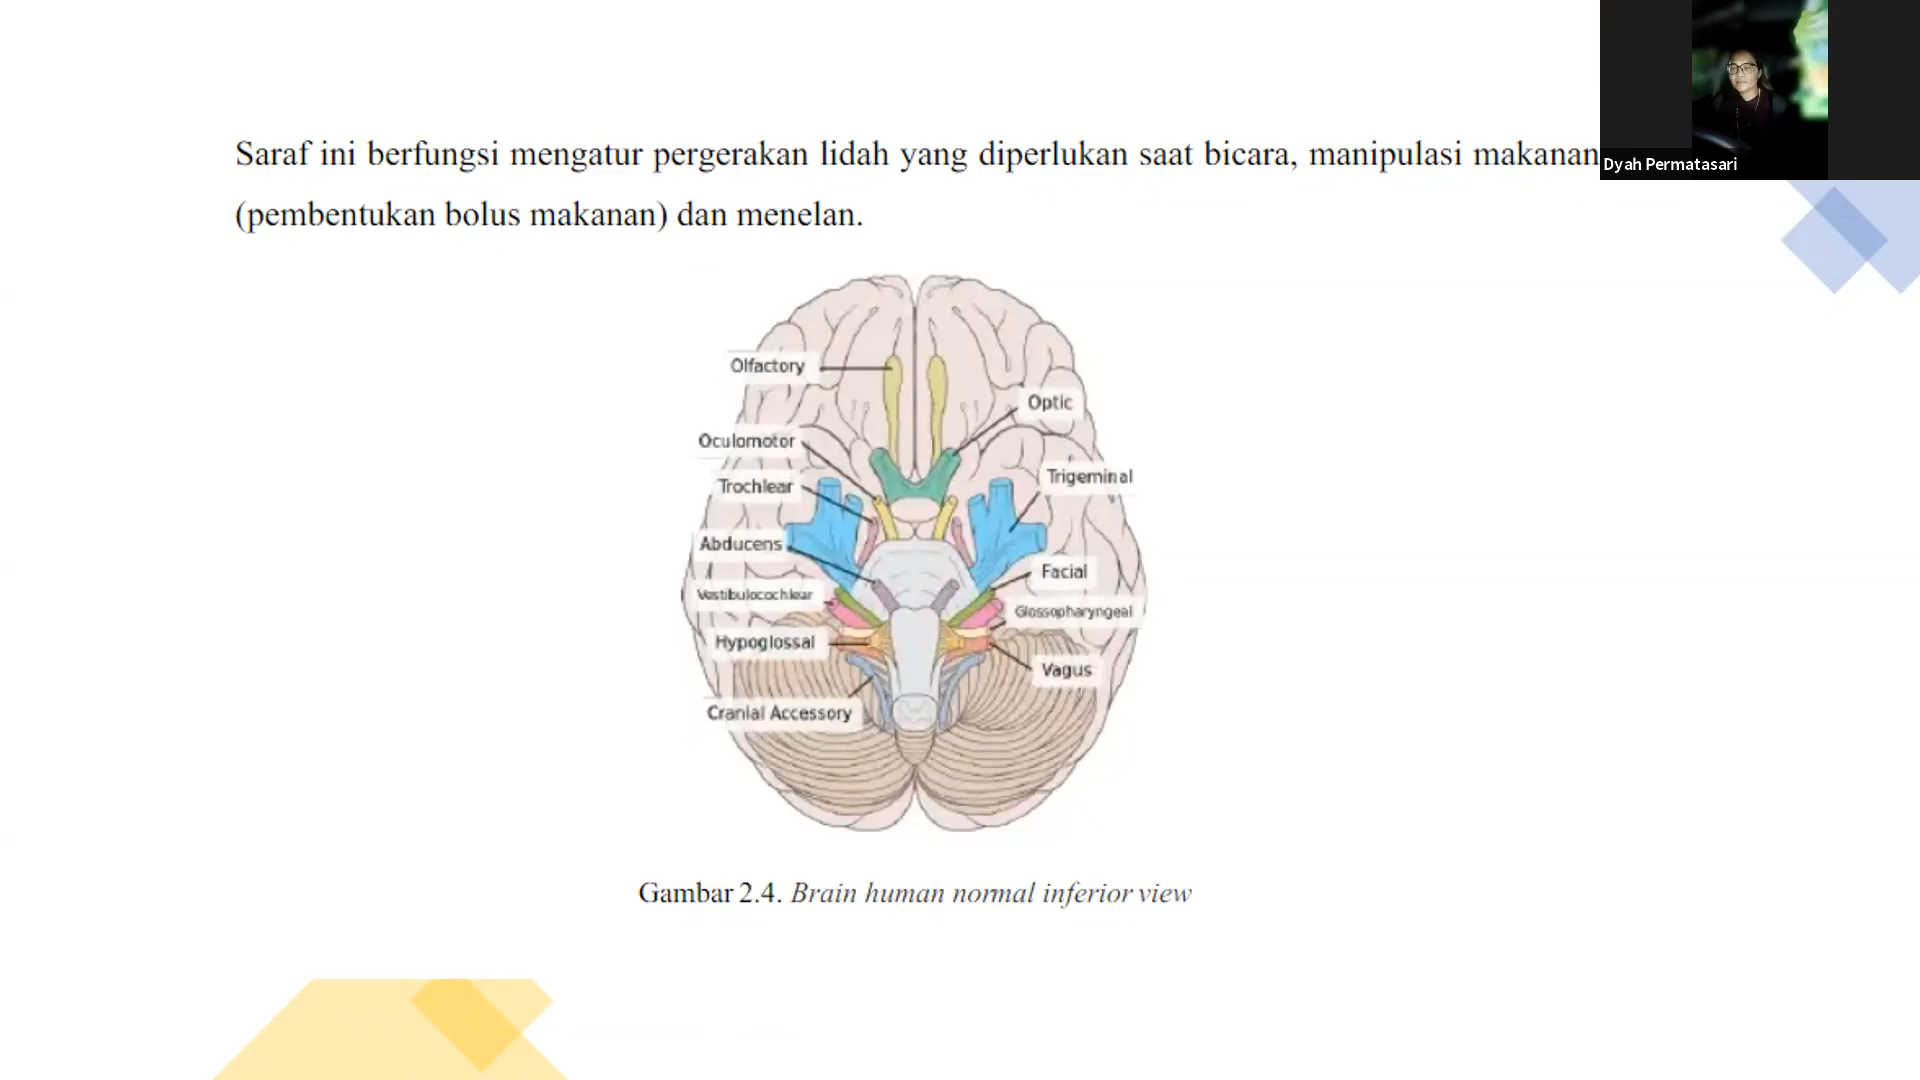 Saraf ini berfungsi mengatur pergerakan lidah yang diperlukan saat bicara, manipulasi makanan
Dyah Permatasari
(pembentukan bolus makanan) dan menelan.
Olfactory
Optic
Oculomotor
Trigeminal
Trochlear
Abducens
Facial
Vestibulocochlear
Glossopharyngeal
Hypoglossal
Vagus
Cranial Accessory
Gambar 2.4. Brain human normal inferior view